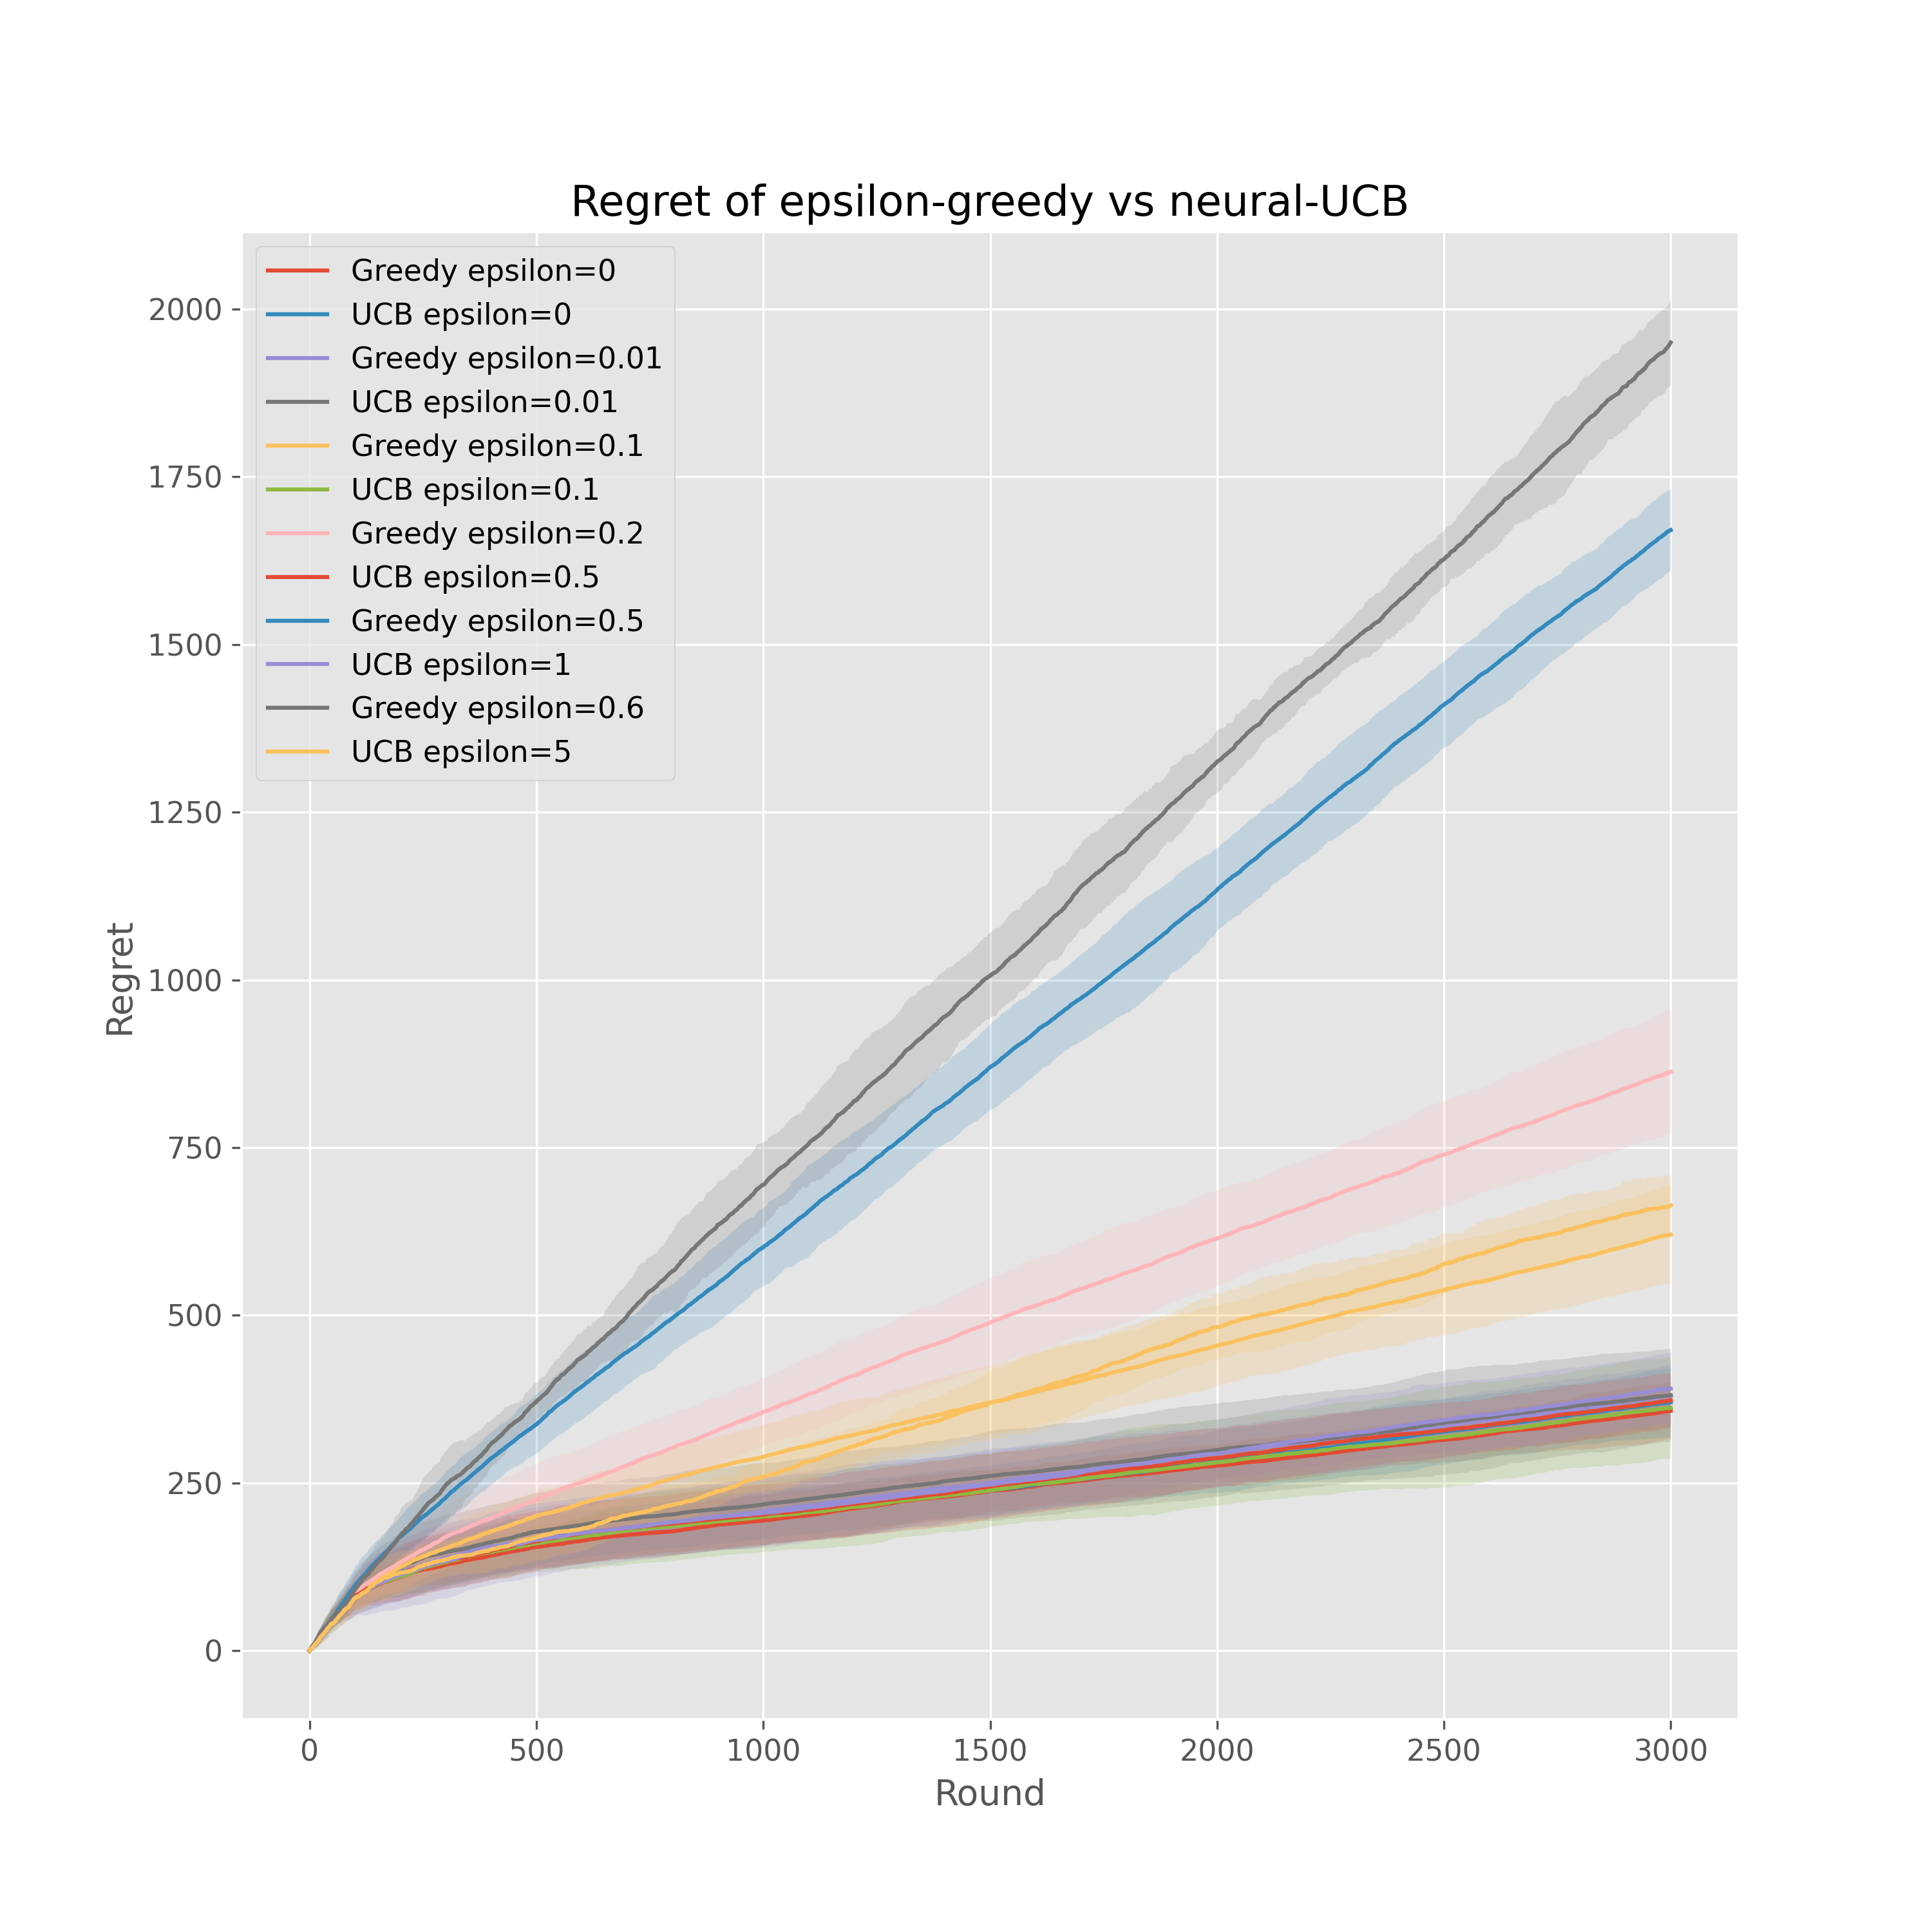 Regret of epsilon-greedy vs neural-UCB
Greedy epsilon=0
UCB epsilon=0
Greedy epsilon=0.01
UCB epsilon=0.01
Greedy epsilon=0.1
UCB epsilon=0.1
Greedy epsilon=0.2
UCB epsilon=0.5
Greedy epsilon=0.5
UCB epsilon=1
Greedy epsilon=0.6
UCB epsilon=5
2000
1750
1500
1250
1000
750
500
250
0
Regret
0 500 1000 1500 2000 2500 3000
Round